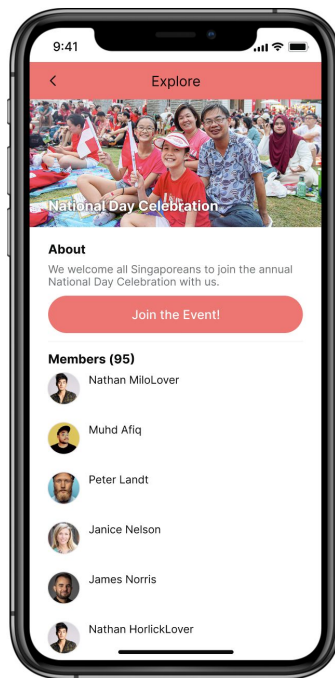 9:41
Explore
National Day Celebration
About
We welcome all Singaporeans to join the annual
National Day Celebration with us.
Join the Event!
Members (95)
Nathan MiloLover
Muhd Afiq
Peter Landt
Janice Nelson
James Norris
Nathan HorlickLover